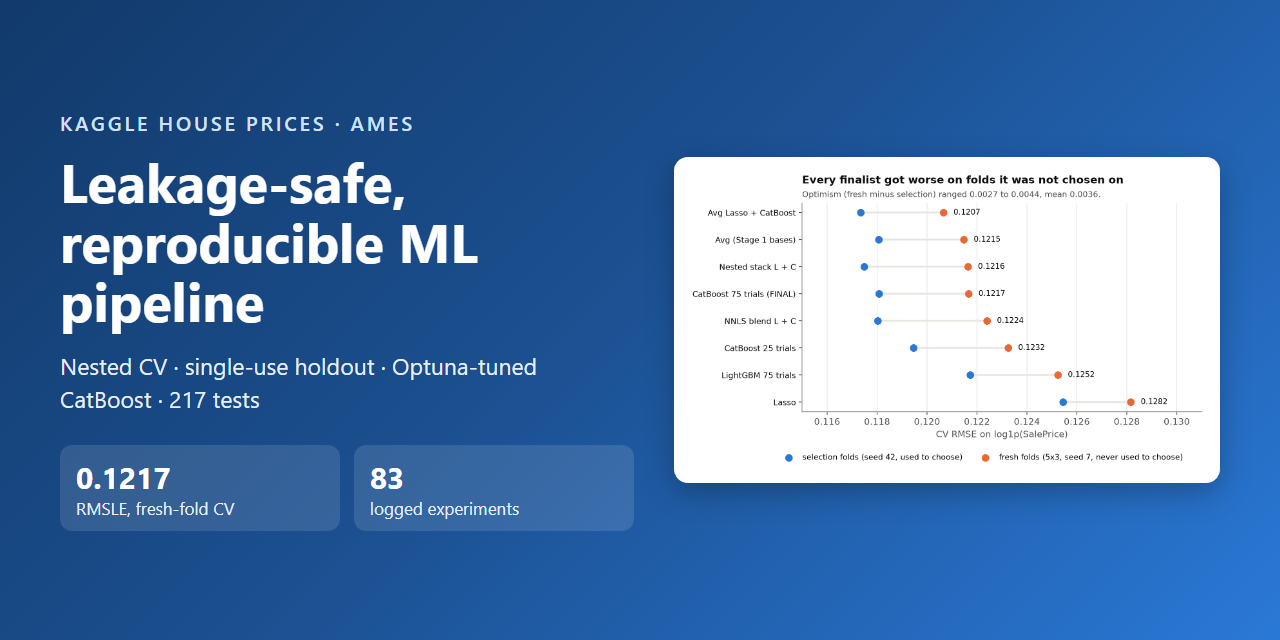 KAGGLE HOUSE PRICES · AMES
Leakage-safe,
reproducible ML
pipeline
Nested CV · single-use holdout · Optuna-tuned
CatBoost · 217 tests
0.1217
RMSLE, fresh-fold CV
83
logged experiments
Every finalist got worse on folds it was not chosen on
Optimism (fresh minus selection) ranged 0.0027 to 0.0044, mean 0.0036.
Avg Lasso + CatBoost 0.1207
Avg (Stage 1 bases) 0.1215
Nested stack L + C 0.1216
CatBoost 75 trials (FINAL) 0.1217
NNLS blend L + C 0.1224
CatBoost 25 trials 0.1232
LightGBM 75 trials 0.1252
Lasso 0.1282
0.116 0.118 0.120 0.122 0.124 0.126 0.128 0.130
CV RMSE on log1p(SalePrice)
selection folds (seed 42, used to choose) fresh folds (5x3, seed 7, never used to choose)